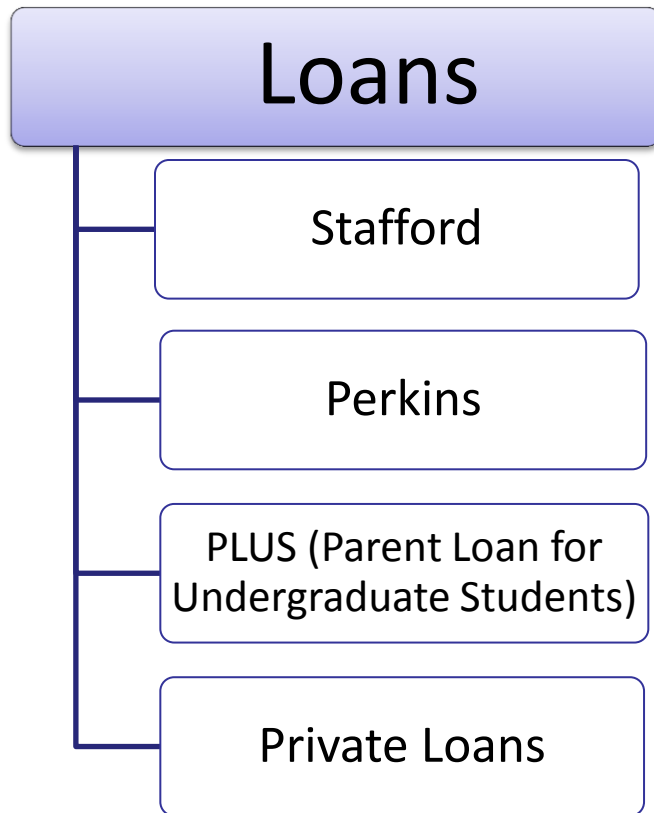 Loans
Stafford
Perkins
PLUS (Parent Loan for
Undergraduate Students)
Private Loans